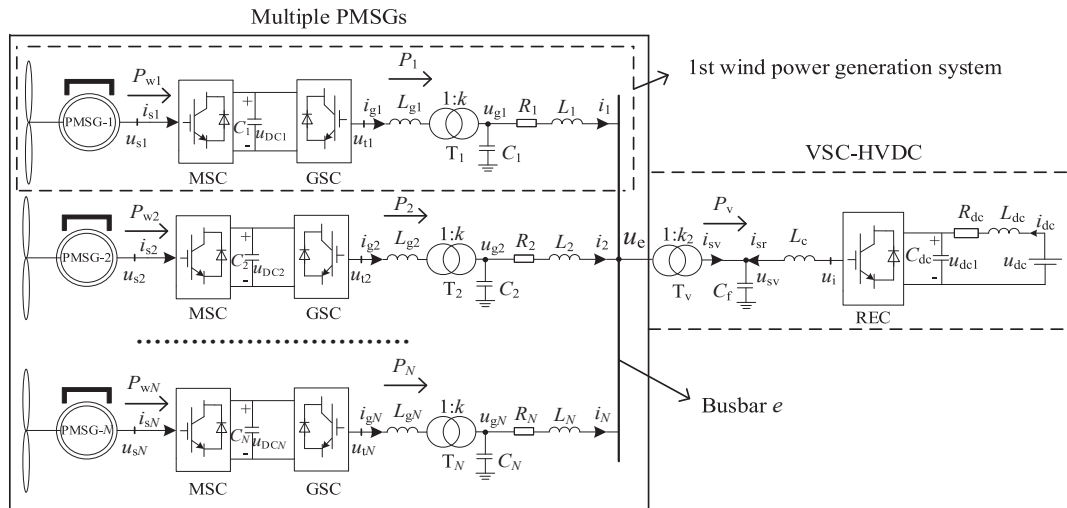 Multiple PMSGs
1st wind power generation system
PMSG-1
P_w1
i_s1
u_s1
MSC
C_1
+
-
u_DC1
GSC
P_1
i_g1
u_t1
L_g1
1:k
T_1
u_g1
C_1
R_1
L_1
i_1
PMSG-2
P_w2
i_s2
u_s2
MSC
C_2
+
-
u_DC2
GSC
P_2
i_g2
u_t2
L_g2
1:k
T_2
u_g2
C_2
R_2
L_2
i_2
PMSG-N
P_wN
i_sN
u_sN
MSC
C_N
+
-
u_DCN
GSC
P_N
i_gN
u_tN
L_gN
1:k
T_N
u_gN
C_N
R_N
L_N
i_N
Busbar e
VSC-HVDC
u_e
1:k_2
T_v
P_v
i_sv
i_sr
C_f
u_sv
L_c
u_i
REC
C_dc
+
-
u_dc1
R_dc
L_dc
i_dc
u_dc